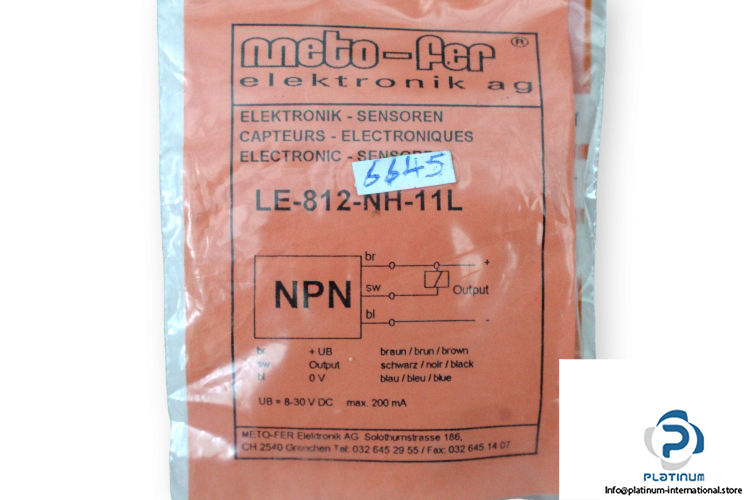 meto-fer ®
elektronik ag
ELEKTRONIK - SENSOREN
CAPTEURS - ELECTRONIQUES
ELECTRONIC -
6645
LE-812-NH-11L
NPN
br
+
sw
Output
bl
-
br + UB braun / brun / brown
sw Output schwarz / noir / black
bl 0 V blau / bleu / blue
UB = 8-30 V DC max. 200 mA
METO-FER Elektronik AG Solothurnstrasse 186,
CH 2540 Grenchen Tel: 032 645 29 55 / Fax: 032 645 14 07
PLATINUM
Info@platinum-international.store